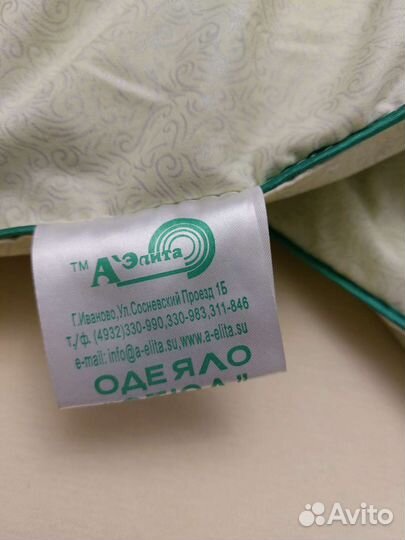 ™ А'Элита
Г.Иваново,Ул.Сосневский Проезд 1Б
т./ф. (4932)330-990,330-983,311-846
e-mail: info@a-elita.su,www.a-elita.su
ОДЕЯЛО
Avito